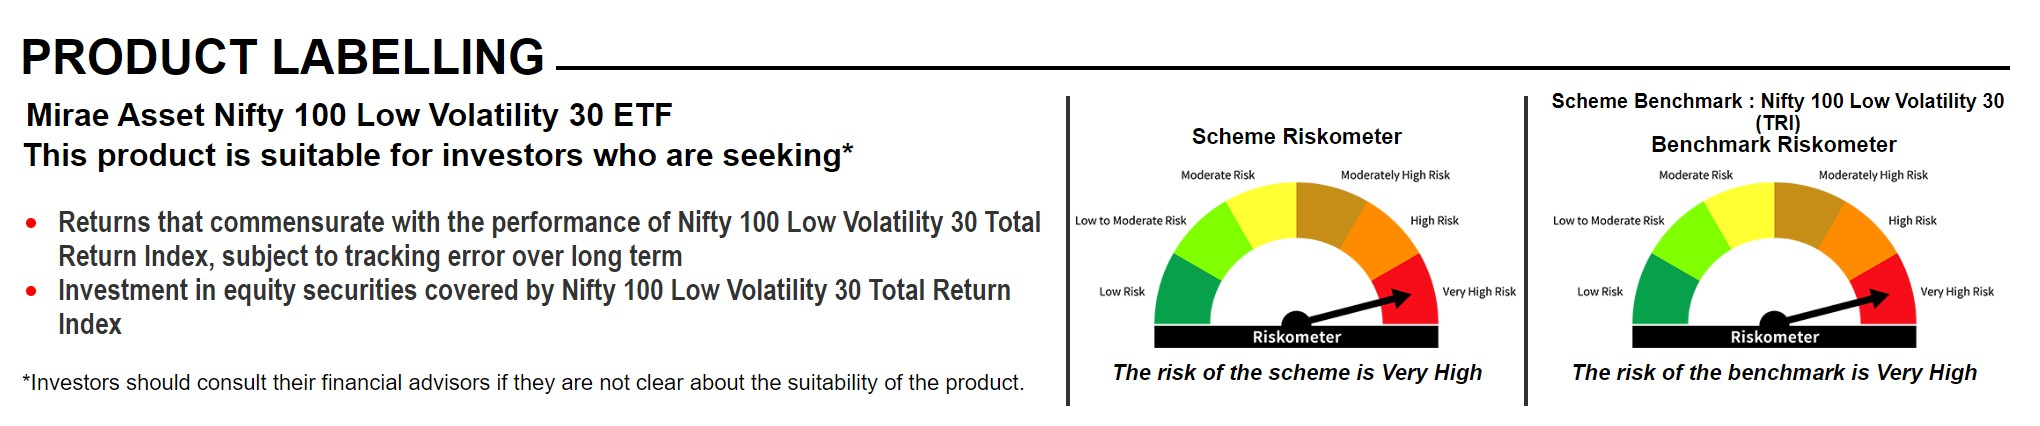 PRODUCT LABELLING
Mirae Asset Nifty 100 Low Volatility 30 ETF
This product is suitable for investors who are seeking*
Returns that commensurate with the performance of Nifty 100 Low Volatility 30 Total
Return Index, subject to tracking error over long term
Investment in equity securities covered by Nifty 100 Low Volatility 30 Total Return
Index
*Investors should consult their financial advisors if they are not clear about the suitability of the product.
Scheme Riskometer
Moderate Risk
Moderately High Risk
Low to Moderate Risk
High Risk
Low Risk
Very High Risk
Riskometer
The risk of the scheme is Very High
Scheme Benchmark : Nifty 100 Low Volatility 30
(TRI)
Benchmark Riskometer
Moderate Risk
Moderately High Risk
Low to Moderate Risk
High Risk
Low Risk
Very High Risk
Riskometer
The risk of the benchmark is Very High